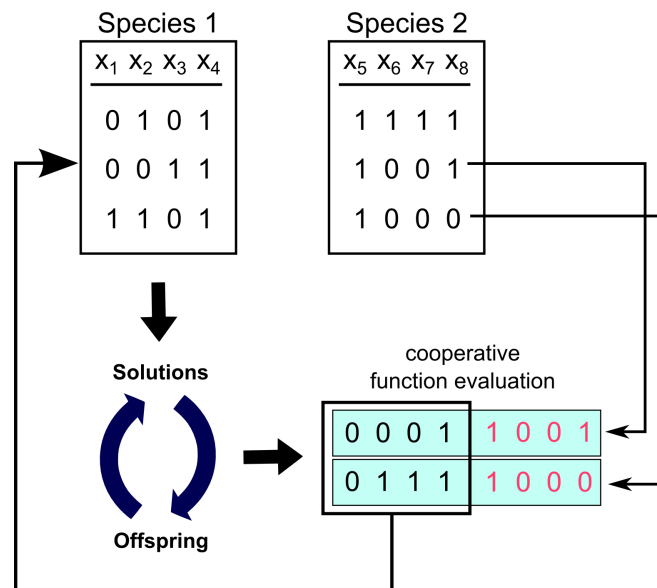 Species 1
x₁ x₂ x₃ x₄
0 1 0 1
0 0 1 1
1 1 0 1
Species 2
x₅ x₆ x₇ x₈
1 1 1 1
1 0 0 1
1 0 0 0
Solutions
Offspring
cooperative
function evaluation
0 0 0 1 1 0 0 1
0 1 1 1 1 0 0 0